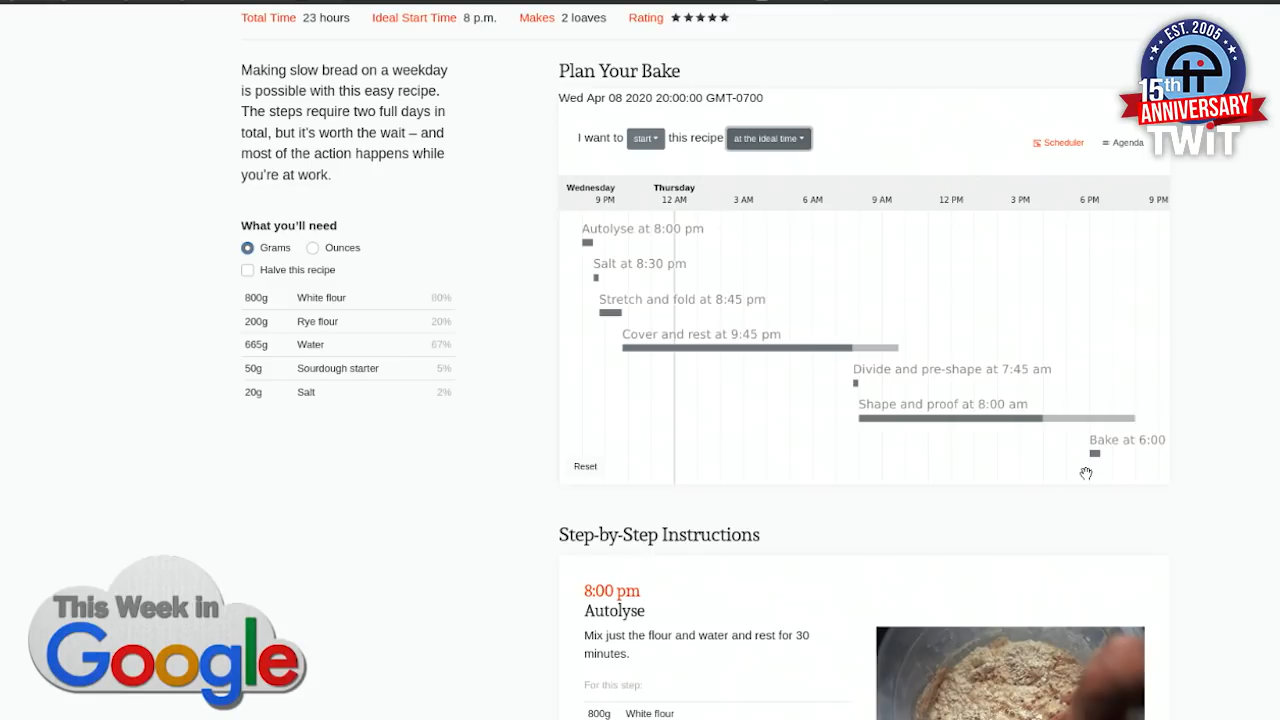 Total Time 23 hours Ideal Start Time 8 p.m. Makes 2 loaves Rating ★★★★★
EST. 2005
15th
ANNIVERSARY
TWiT
Making slow bread on a weekday
is possible with this easy recipe.
The steps require two full days in
total, but it's worth the wait – and
most of the action happens while
you're at work.
What you'll need
Grams Ounces
Halve this recipe
800g White flour 80%
200g Rye flour 20%
665g Water 67%
50g Sourdough starter 5%
20g Salt 2%
Plan Your Bake
Wed Apr 08 2020 20:00:00 GMT-0700
I want to start this recipe at the ideal time
Scheduler Agenda
Wednesday Thursday
9 PM 12 AM 3 AM 6 AM 9 AM 12 PM 3 PM 6 PM 9 PM
Autolyse at 8:00 pm
Salt at 8:30 pm
Stretch and fold at 8:45 pm
Cover and rest at 9:45 pm
Divide and pre-shape at 7:45 am
Shape and proof at 8:00 am
Bake at 6:00
Reset
Step-by-Step Instructions
8:00 pm
Autolyse
Mix just the flour and water and rest for 30
minutes.
For this step:
800g White flour
This Week in
Google